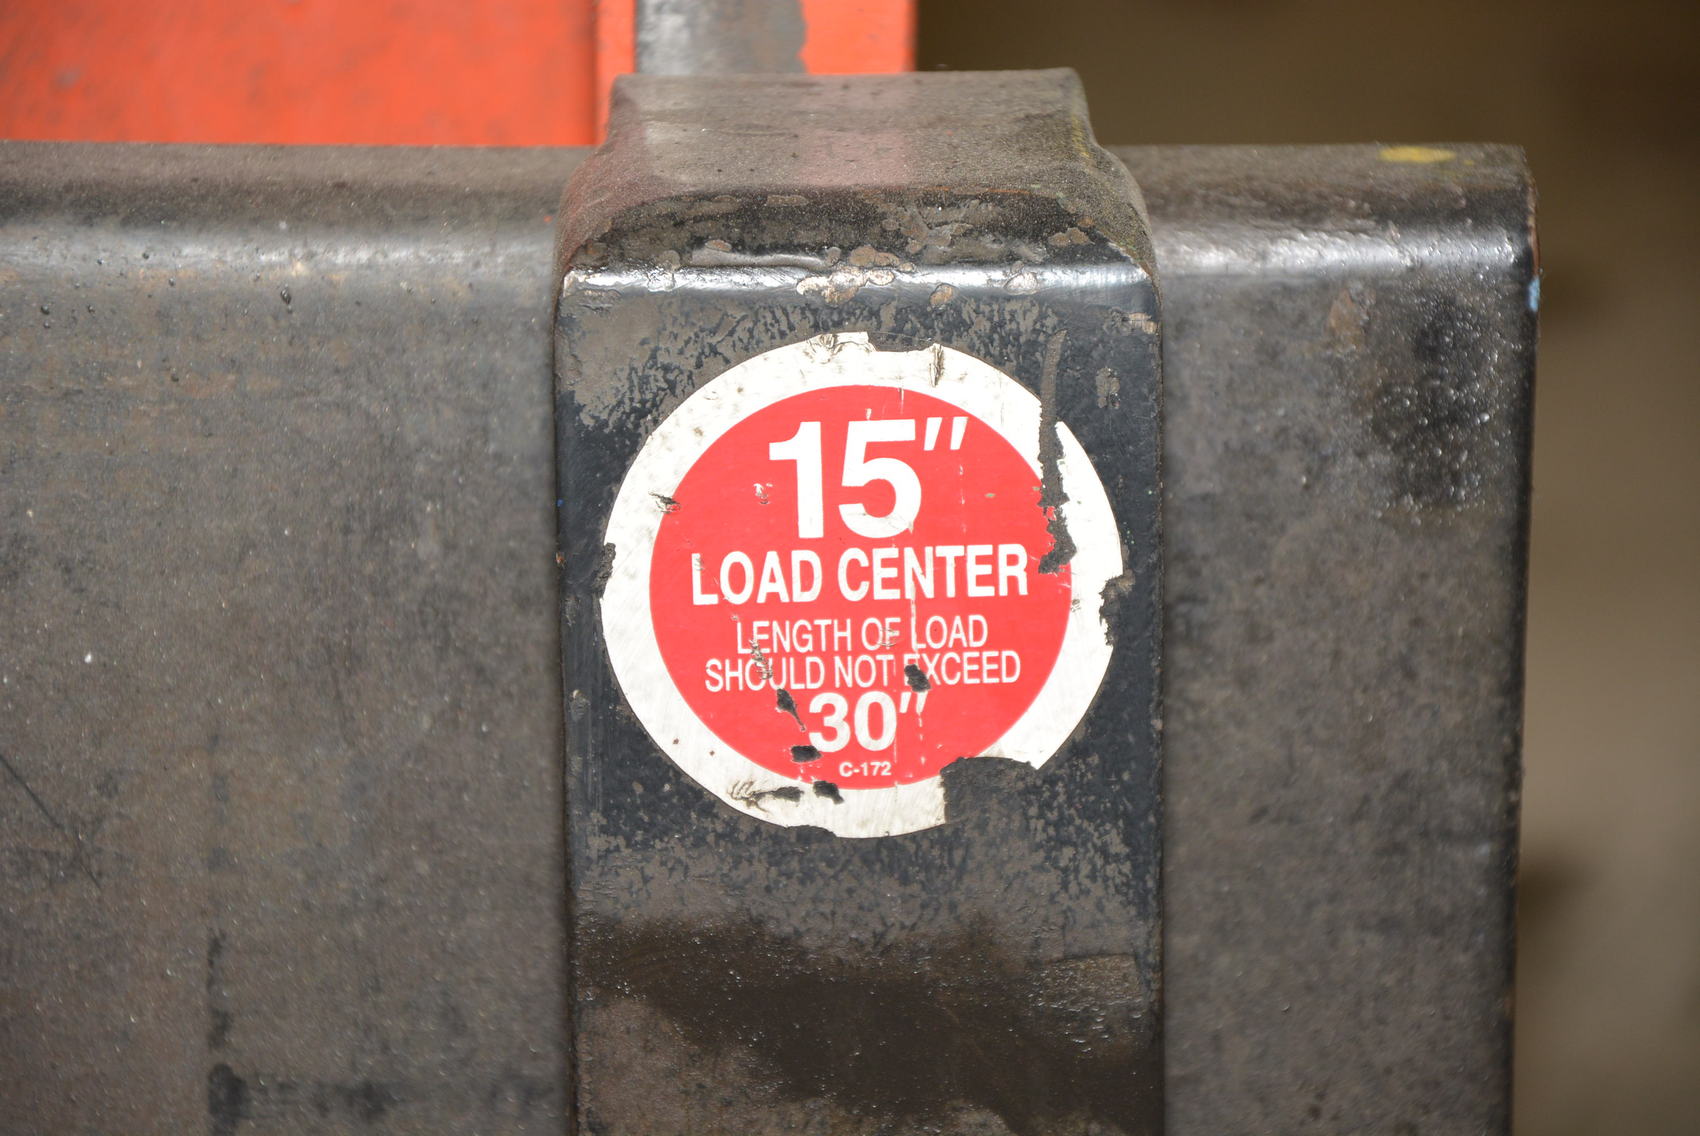 15"
LOAD CENTER
LENGTH OF LOAD
SHOULD NOT EXCEED
30"
C-172